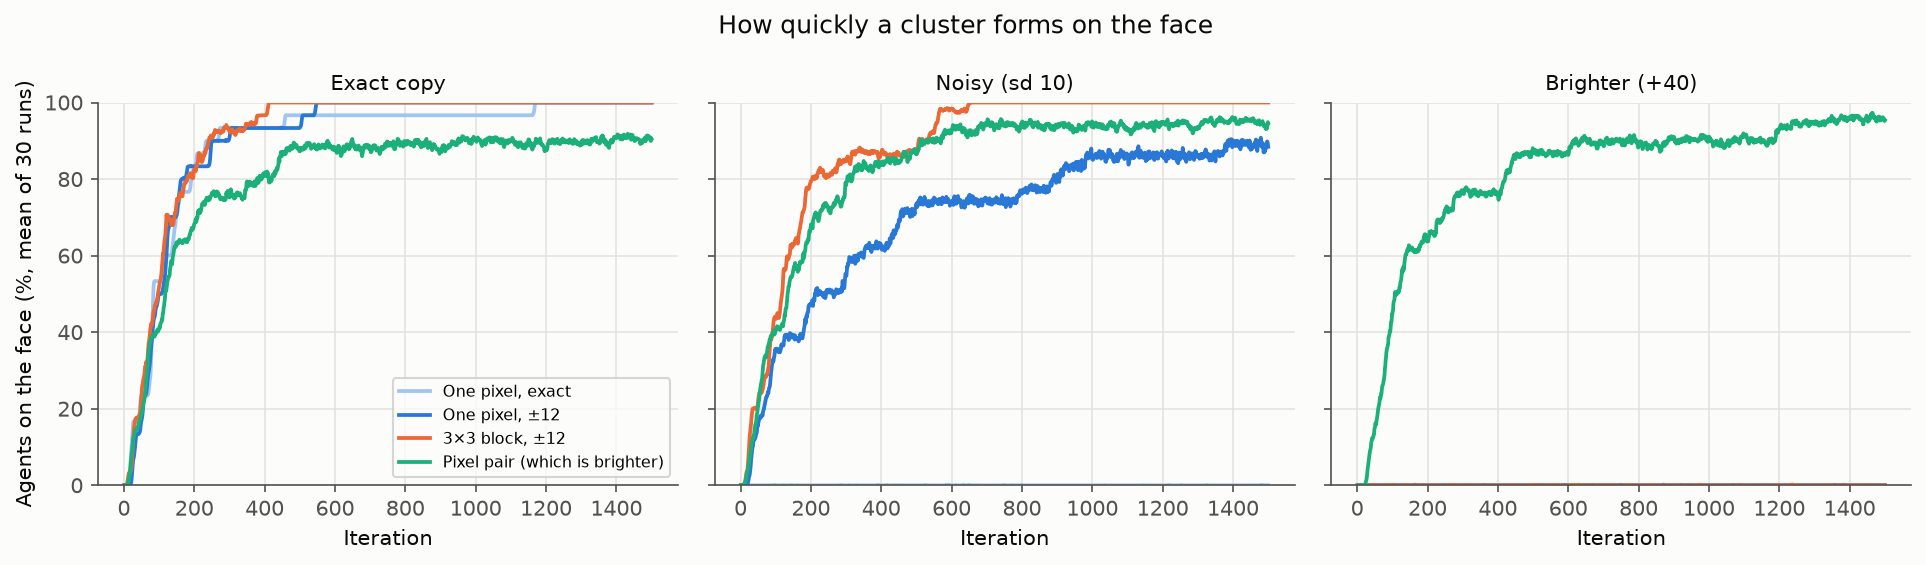 How quickly a cluster forms on the face
Exact copy
Noisy (sd 10)
Brighter (+40)
Agents on the face (%, mean of 30 runs)
100
80
60
40
20
0
One pixel, exact
One pixel, ±12
3×3 block, ±12
Pixel pair (which is brighter)
0 200 400 600 800 1000 1200 1400
0 200 400 600 800 1000 1200 1400
0 200 400 600 800 1000 1200 1400
Iteration
Iteration
Iteration